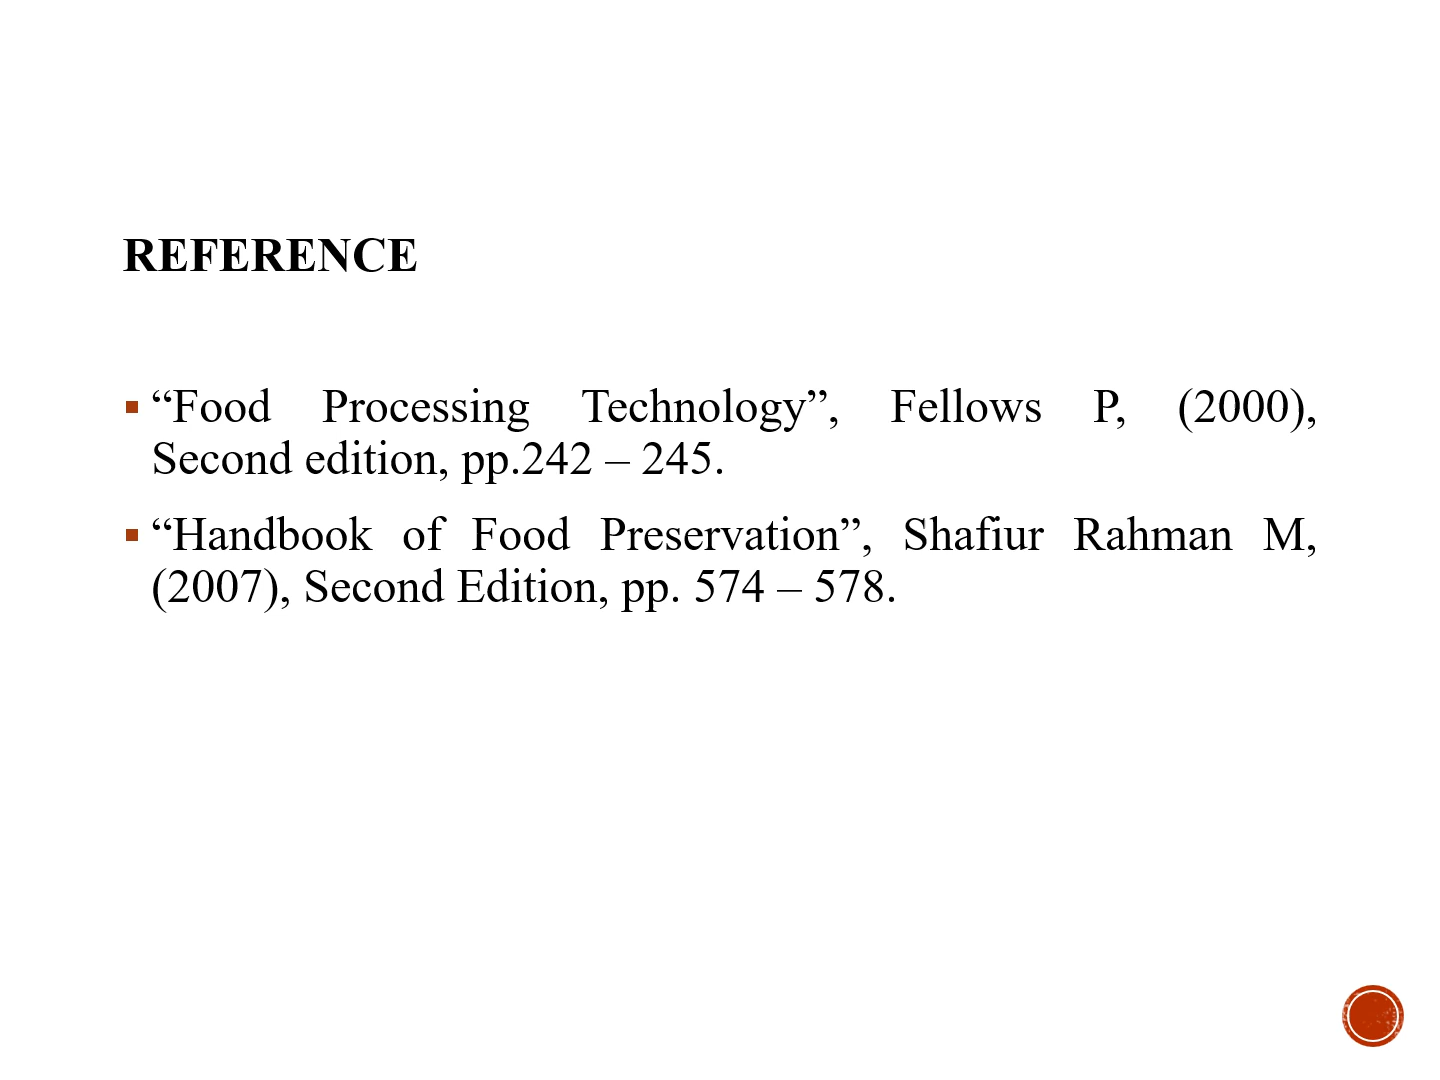 REFERENCE
▪ “Food Processing Technology”, Fellows P, (2000),
Second edition, pp.242 – 245.
▪ “Handbook of Food Preservation”, Shafiur Rahman M,
(2007), Second Edition, pp. 574 – 578.